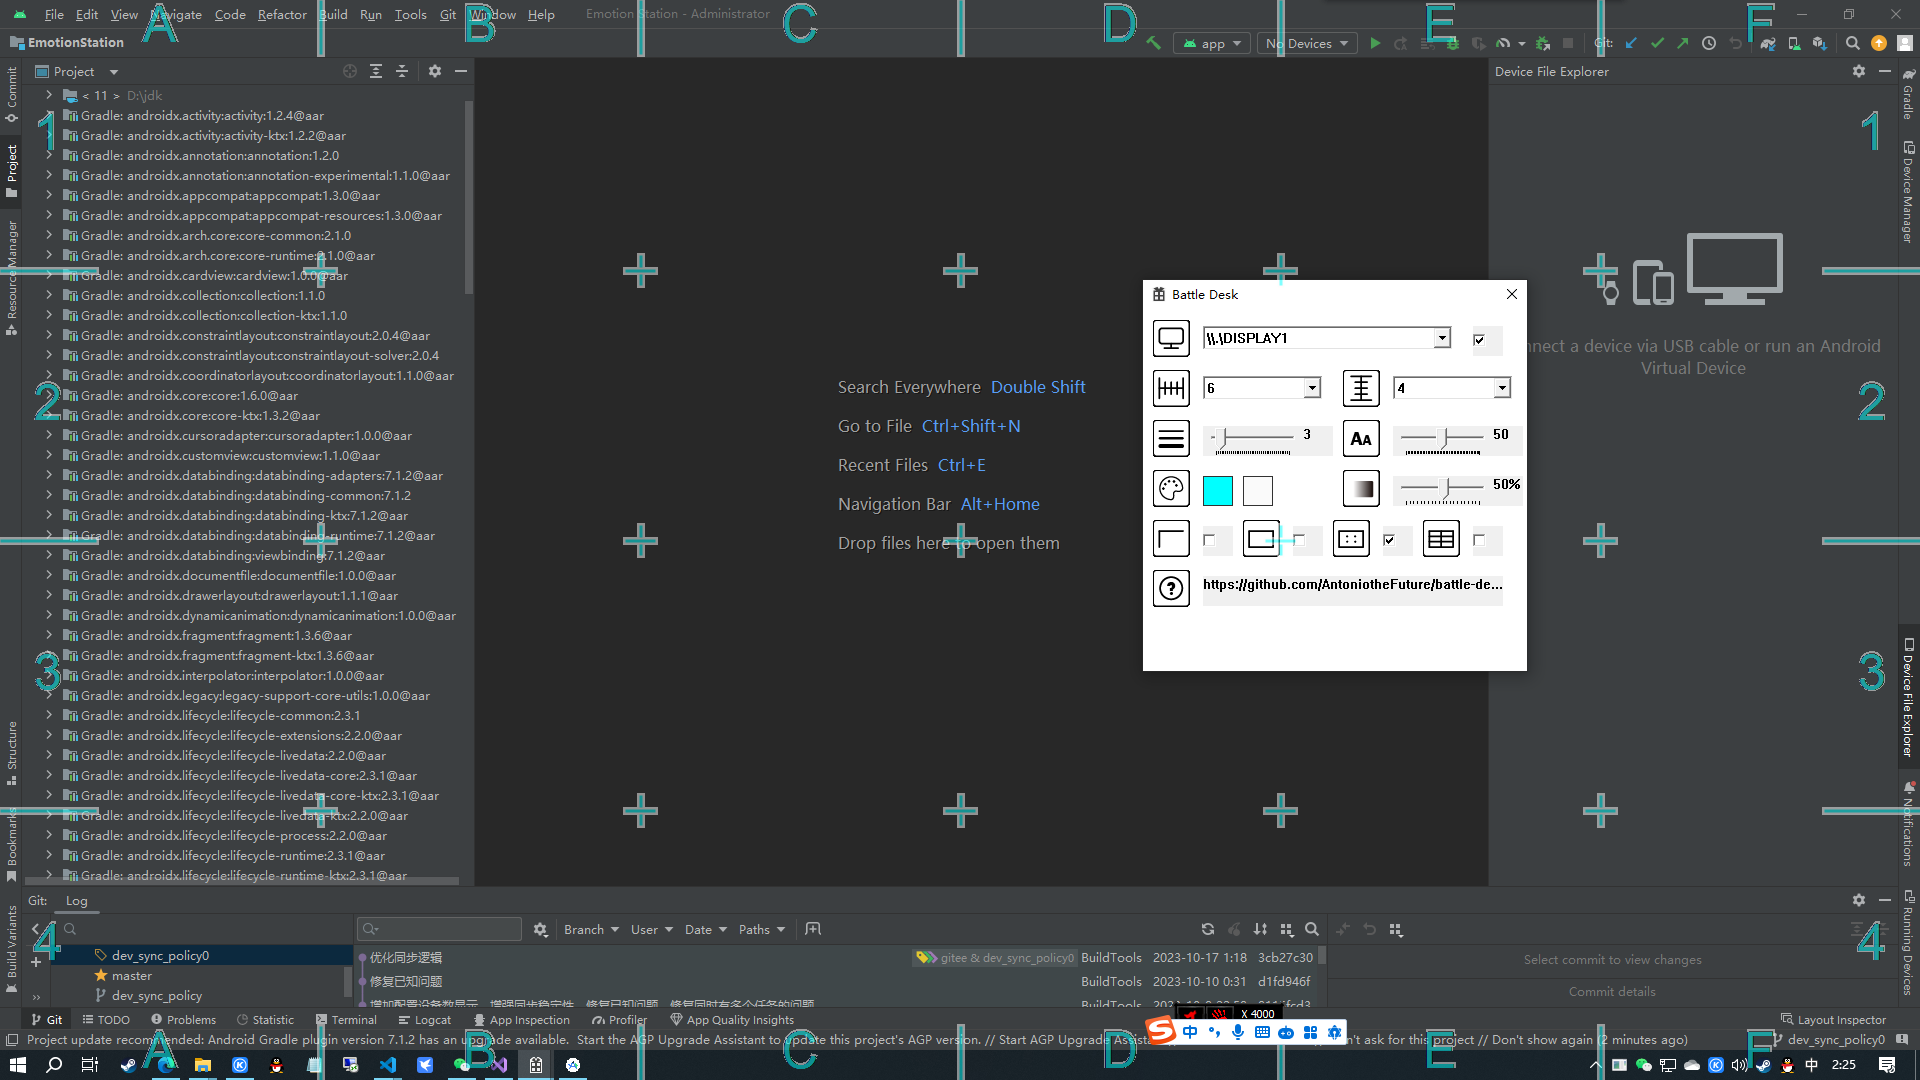 File Edit View Navigate Code Refactor Build Run Tools Git Window Help Emotion Station - Administrator
A B C D E F
EmotionStation
app No Devices Git:
Project
Device File Explorer
< 11 > D:\jdk
Gradle: androidx.activity:activity:1.2.4@aar
Gradle: androidx.activity:activity-ktx:1.2.2@aar
Gradle: androidx.annotation:annotation:1.2.0
Gradle: androidx.annotation:annotation-experimental:1.1.0@aar
Gradle: androidx.appcompat:appcompat:1.3.0@aar
Gradle: androidx.appcompat:appcompat-resources:1.3.0@aar
Gradle: androidx.arch.core:core-common:2.1.0
Gradle: androidx.arch.core:core-runtime:2.1.0@aar
Gradle: androidx.cardview:cardview:1.0.0@aar
Gradle: androidx.collection:collection:1.1.0
Gradle: androidx.collection:collection-ktx:1.1.0
Gradle: androidx.constraintlayout:constraintlayout:2.0.4@aar
Gradle: androidx.constraintlayout:constraintlayout-solver:2.0.4
Gradle: androidx.coordinatorlayout:coordinatorlayout:1.1.0@aar
Gradle: androidx.core:core:1.6.0@aar
Gradle: androidx.core:core-ktx:1.3.2@aar
Gradle: androidx.cursoradapter:cursoradapter:1.0.0@aar
Gradle: androidx.customview:customview:1.1.0@aar
Gradle: androidx.databinding:databinding-adapters:7.1.2@aar
Gradle: androidx.databinding:databinding-common:7.1.2
Gradle: androidx.databinding:databinding-ktx:7.1.2@aar
Gradle: androidx.databinding:databinding-runtime:7.1.2@aar
Gradle: androidx.databinding:viewbinding:7.1.2@aar
Gradle: androidx.documentfile:documentfile:1.0.0@aar
Gradle: androidx.drawerlayout:drawerlayout:1.1.1@aar
Gradle: androidx.dynamicanimation:dynamicanimation:1.0.0@aar
Gradle: androidx.fragment:fragment:1.3.6@aar
Gradle: androidx.fragment:fragment-ktx:1.3.6@aar
Gradle: androidx.interpolator:interpolator:1.0.0@aar
Gradle: androidx.legacy:legacy-support-core-utils:1.0.0@aar
Gradle: androidx.lifecycle:lifecycle-common:2.3.1
Gradle: androidx.lifecycle:lifecycle-extensions:2.2.0@aar
Gradle: androidx.lifecycle:lifecycle-livedata:2.2.0@aar
Gradle: androidx.lifecycle:lifecycle-livedata-core:2.3.1@aar
Gradle: androidx.lifecycle:lifecycle-livedata-core-ktx:2.3.1@aar
Gradle: androidx.lifecycle:lifecycle-livedata-ktx:2.2.0@aar
Gradle: androidx.lifecycle:lifecycle-process:2.2.0@aar
Gradle: androidx.lifecycle:lifecycle-runtime:2.3.1@aar
Gradle: androidx.lifecycle:lifecycle-runtime-ktx:2.3.1@aar
Commit
Project
Resource Manager
Structure
Bookmarks
Build Variants
1
2
3
4
Search Everywhere Double Shift
Go to File Ctrl+Shift+N
Recent Files Ctrl+E
Navigation Bar Alt+Home
Drop files here to open them
Battle Desk
\\.\DISPLAY1
6
4
3
AA
50
50%
https://github.com/AntoniotheFuture/battle-de...
nnect a device via USB cable or run an Android
Virtual Device
1
2
3
4
Gradle
Device Manager
Device File Explorer
Notifications
Running Devices
Git: Log
Branch User Date Paths
dev_sync_policy0
master
dev_sync_policy
优化同步逻辑 gitee & dev_sync_policy0 BuildTools 2023-10-17 1:18 3cb27c30
修复已知问题 BuildTools 2023-10-10 0:31 d1fd946f
增加配置设备数显示，增强同步稳定性，修复已知问题，修复同时有多个任务的问题 BuildTools
Select commit to view changes
Commit details
X 4000
中
Git TODO Problems Statistic Terminal Logcat App Inspection Profiler App Quality Insights Layout Inspector
Project update recommended: Android Gradle plugin version 7.1.2 has an upgrade available. Start the AGP Upgrade Assistant to update this project's AGP version. // Start AGP Upgrade Assist
n't ask for this project // Don't show again (2 minutes ago) dev_sync_policy0
A B C D E F
中 2:25